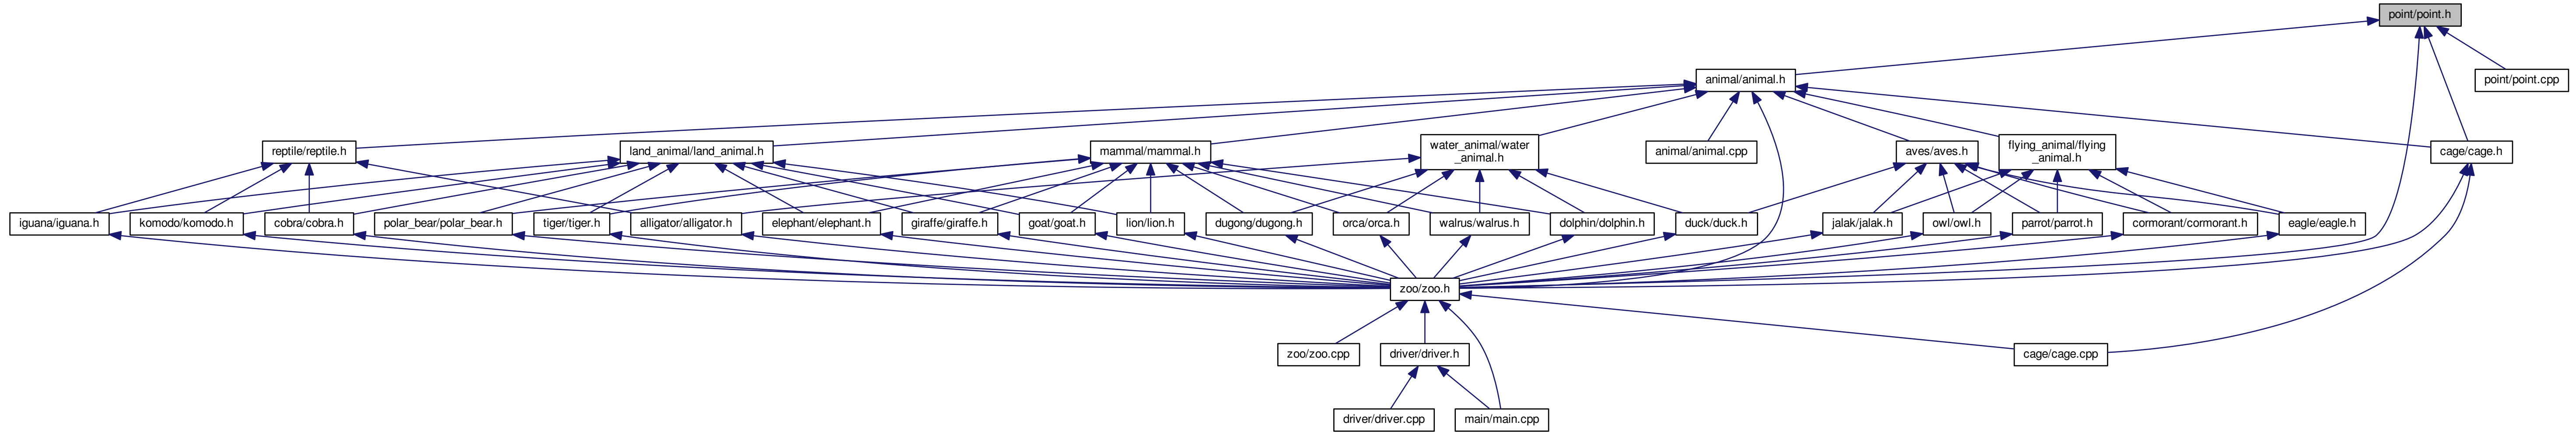 point/point.h
animal/animal.h
point/point.cpp
reptile/reptile.h
land_animal/land_animal.h
mammal/mammal.h
water_animal/water
_animal.h
animal/animal.cpp
aves/aves.h
flying_animal/flying
_animal.h
cage/cage.h
iguana/iguana.h
komodo/komodo.h
cobra/cobra.h
polar_bear/polar_bear.h
tiger/tiger.h
alligator/alligator.h
elephant/elephant.h
giraffe/giraffe.h
goat/goat.h
lion/lion.h
dugong/dugong.h
orca/orca.h
walrus/walrus.h
dolphin/dolphin.h
duck/duck.h
jalak/jalak.h
owl/owl.h
parrot/parrot.h
cormorant/cormorant.h
eagle/eagle.h
zoo/zoo.h
zoo/zoo.cpp
driver/driver.h
cage/cage.cpp
driver/driver.cpp
main/main.cpp